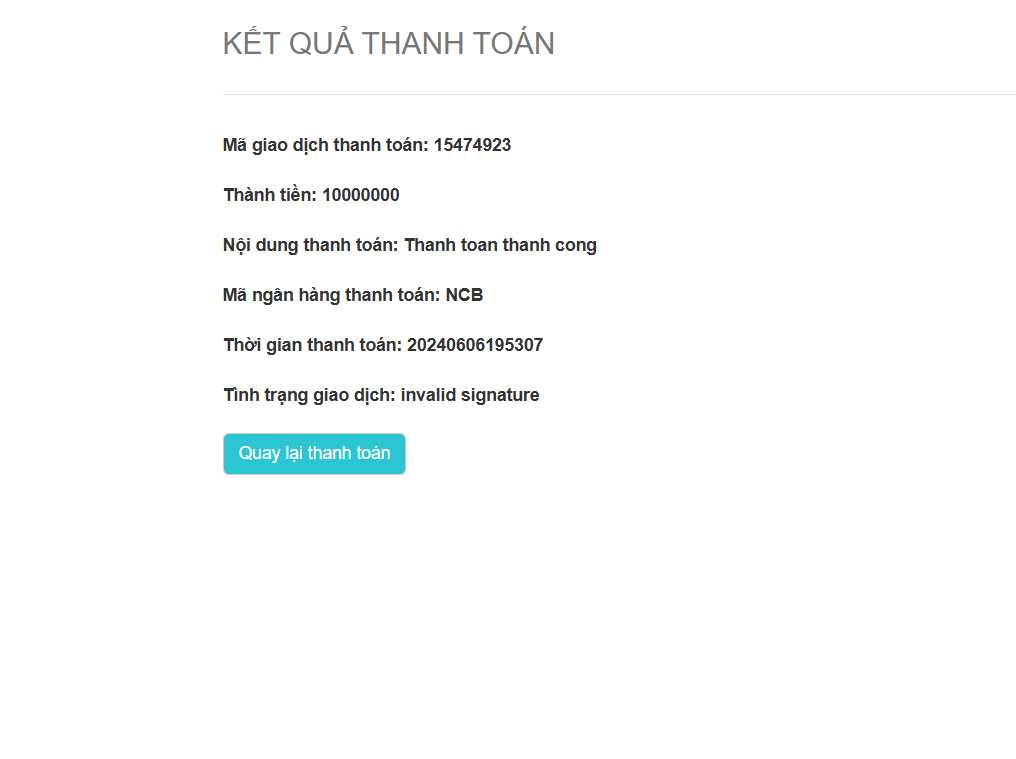 KẾT QUẢ THANH TOÁN
Mã giao dịch thanh toán: 15474923
Thành tiền: 10000000
Nội dung thanh toán: Thanh toan thanh cong
Mã ngân hàng thanh toán: NCB
Thời gian thanh toán: 20240606195307
Tình trạng giao dịch: invalid signature
Quay lại thanh toán